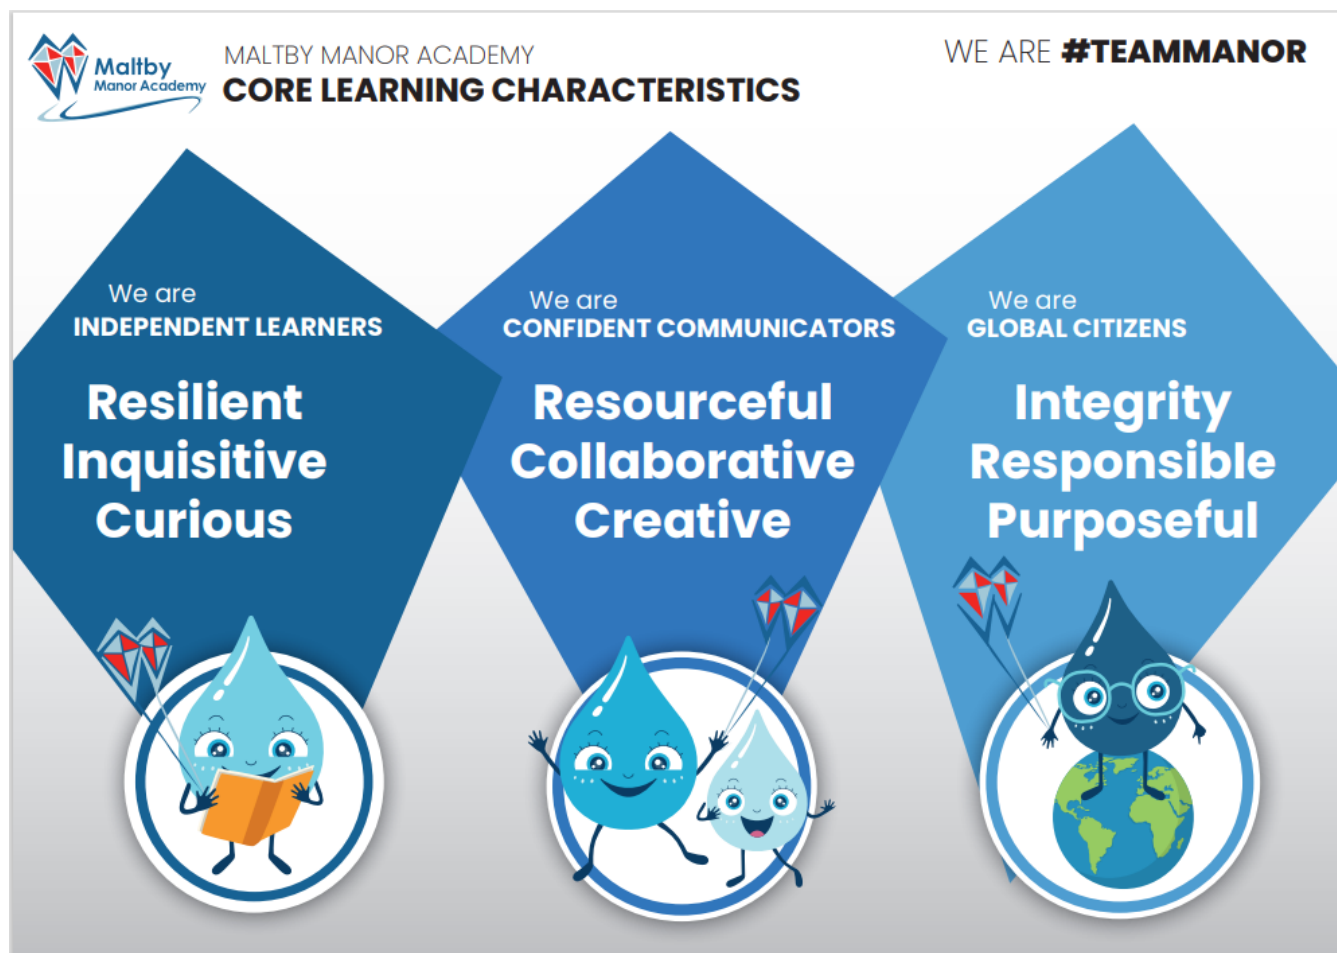 Maltby
Manor Academy
MALTBY MANOR ACADEMY
CORE LEARNING CHARACTERISTICS
WE ARE #TEAMMANOR
We are
INDEPENDENT LEARNERS
Resilient
Inquisitive
Curious
We are
CONFIDENT COMMUNICATORS
Resourceful
Collaborative
Creative
We are
GLOBAL CITIZENS
Integrity
Responsible
Purposeful